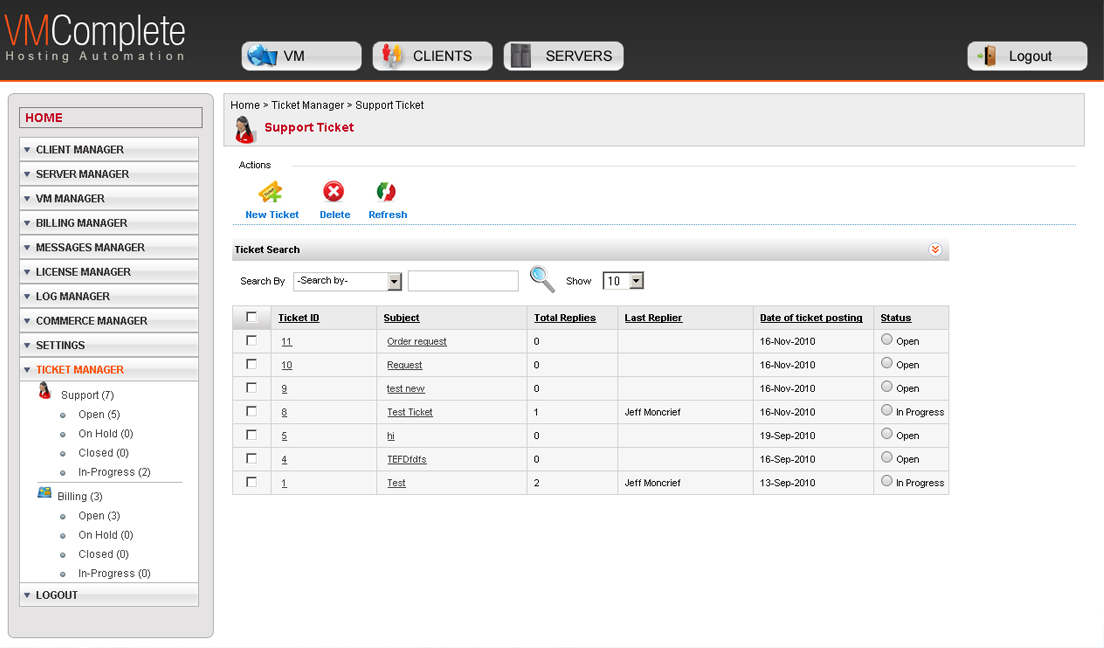 VMComplete
Hosting Automation
VM
CLIENTS
SERVERS
Logout
HOME
CLIENT MANAGER
SERVER MANAGER
VM MANAGER
BILLING MANAGER
MESSAGES MANAGER
LICENSE MANAGER
LOG MANAGER
COMMERCE MANAGER
SETTINGS
TICKET MANAGER
Support (7)
Open (5)
On Hold (0)
Closed (0)
In-Progress (2)
Billing (3)
Open (3)
On Hold (0)
Closed (0)
In-Progress (0)
LOGOUT
Home > Ticket Manager > Support Ticket
Support Ticket
Actions
New Ticket Delete Refresh
Ticket Search
Search By -Search by- Show 10
Ticket ID Subject Total Replies Last Replier Date of ticket posting Status
11 Order request 0 16-Nov-2010 Open
10 Request 0 16-Nov-2010 Open
9 test new 0 16-Nov-2010 Open
8 Test Ticket 1 Jeff Moncrief 16-Nov-2010 In Progress
5 hi 0 19-Sep-2010 Open
4 TEFDfdfs 0 16-Sep-2010 Open
1 Test 2 Jeff Moncrief 13-Sep-2010 In Progress